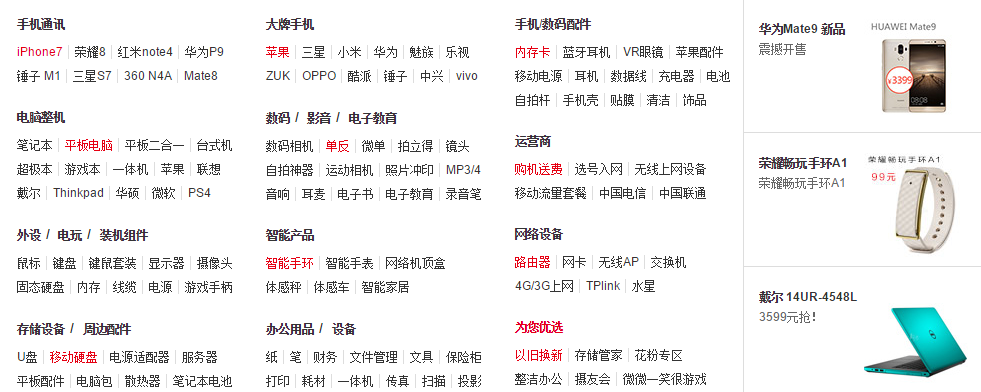 手机通讯
iPhone7 荣耀8 红米note4 华为P9
锤子 M1 三星S7 360 N4A Mate8
电脑整机
笔记本 平板电脑 平板二合一 台式机
超极本 游戏本 一体机 苹果 联想
戴尔 Thinkpad 华硕 微软 PS4
外设 / 电玩 / 装机组件
鼠标 键盘 键鼠套装 显示器 摄像头
固态硬盘 内存 线缆 电源 游戏手柄
存储设备 / 周边配件
U盘 移动硬盘 电源适配器 服务器
平板配件 电脑包 散热器 笔记本电池
大牌手机
苹果 三星 小米 华为 魅族 乐视
ZUK OPPO 酷派 锤子 中兴 vivo
数码 / 影音 / 电子教育
数码相机 单反 微单 拍立得 镜头
自拍神器 运动相机 照片冲印 MP3/4
音响 耳麦 电子书 电子教育 录音笔
智能产品
智能手环 智能手表 网络机顶盒
体感秤 体感车 智能家居
办公用品 / 设备
纸 笔 财务 文件管理 文具 保险柜
打印 耗材 一体机 传真 扫描 投影
手机/数码配件
内存卡 蓝牙耳机 VR眼镜 苹果配件
移动电源 耳机 数据线 充电器 电池
自拍杆 手机壳 贴膜 清洁 饰品
运营商
购机送费 选号入网 无线上网设备
移动流量套餐 中国电信 中国联通
网络设备
路由器 网卡 无线AP 交换机
4G/3G上网 TPlink 水星
为您优选
以旧换新 存储管家 花粉专区
整洁办公 摄友会 微微一笑很游戏
华为Mate9 新品
震撼开售
HUAWEI Mate9
¥3399
08:08
荣耀畅玩手环A1
荣耀畅玩手环A1
荣耀畅玩手环A1
99元
戴尔 14UR-4548L
3599元抢！